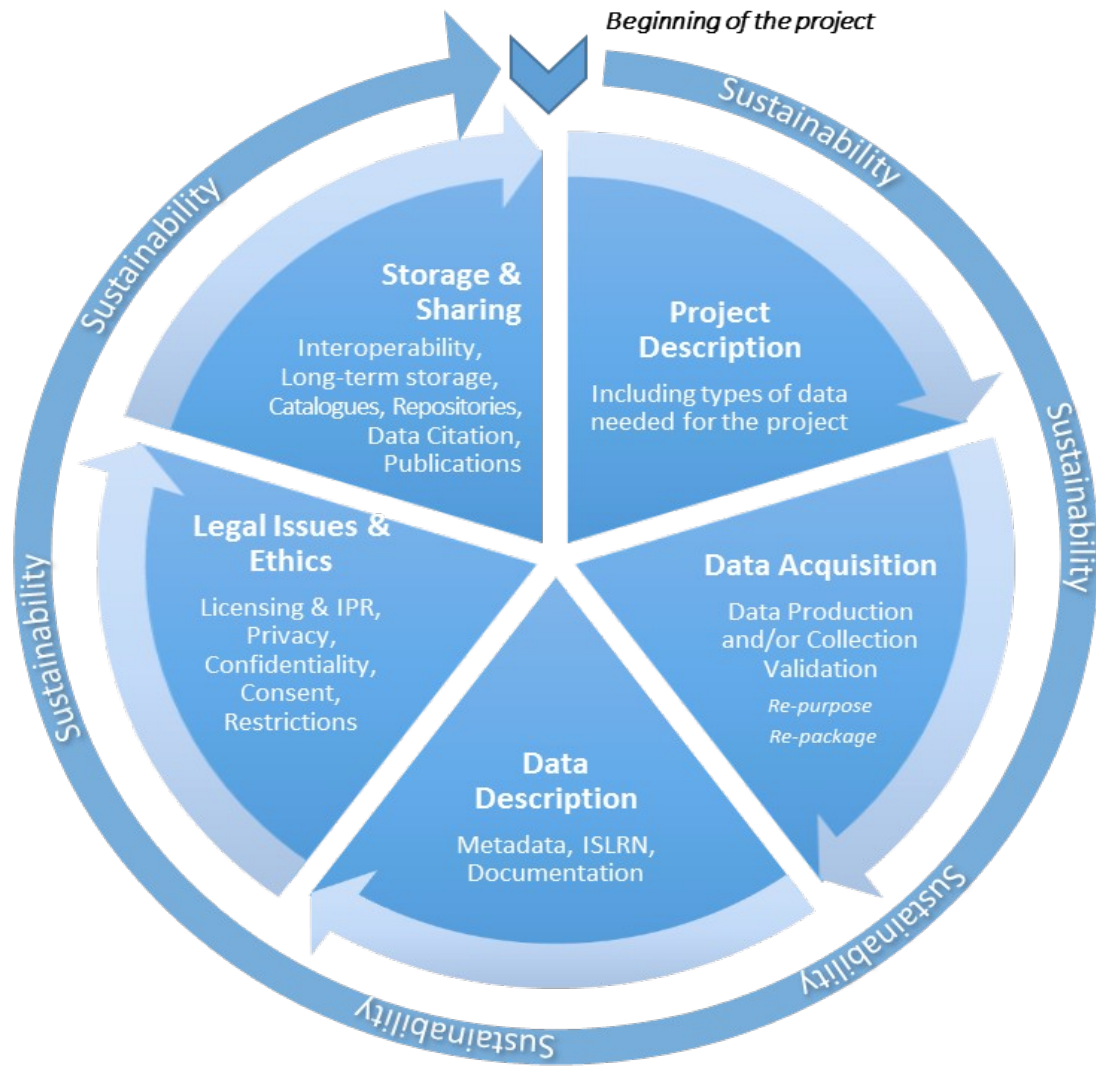 Beginning of the project
Sustainability
Project
Description
Including types of data
needed for the project
Sustainability
Data Acquisition
Data Production
and/or Collection
Validation
Re-purpose
Re-package
Sustainability
Data
Description
Metadata, ISLRN,
Documentation
Sustainability
Legal Issues &
Ethics
Licensing & IPR,
Privacy,
Confidentiality,
Consent,
Restrictions
Sustainability
Storage &
Sharing
Interoperability,
Long-term storage,
Catalogues, Repositories,
Data Citation,
Publications
Sustainability